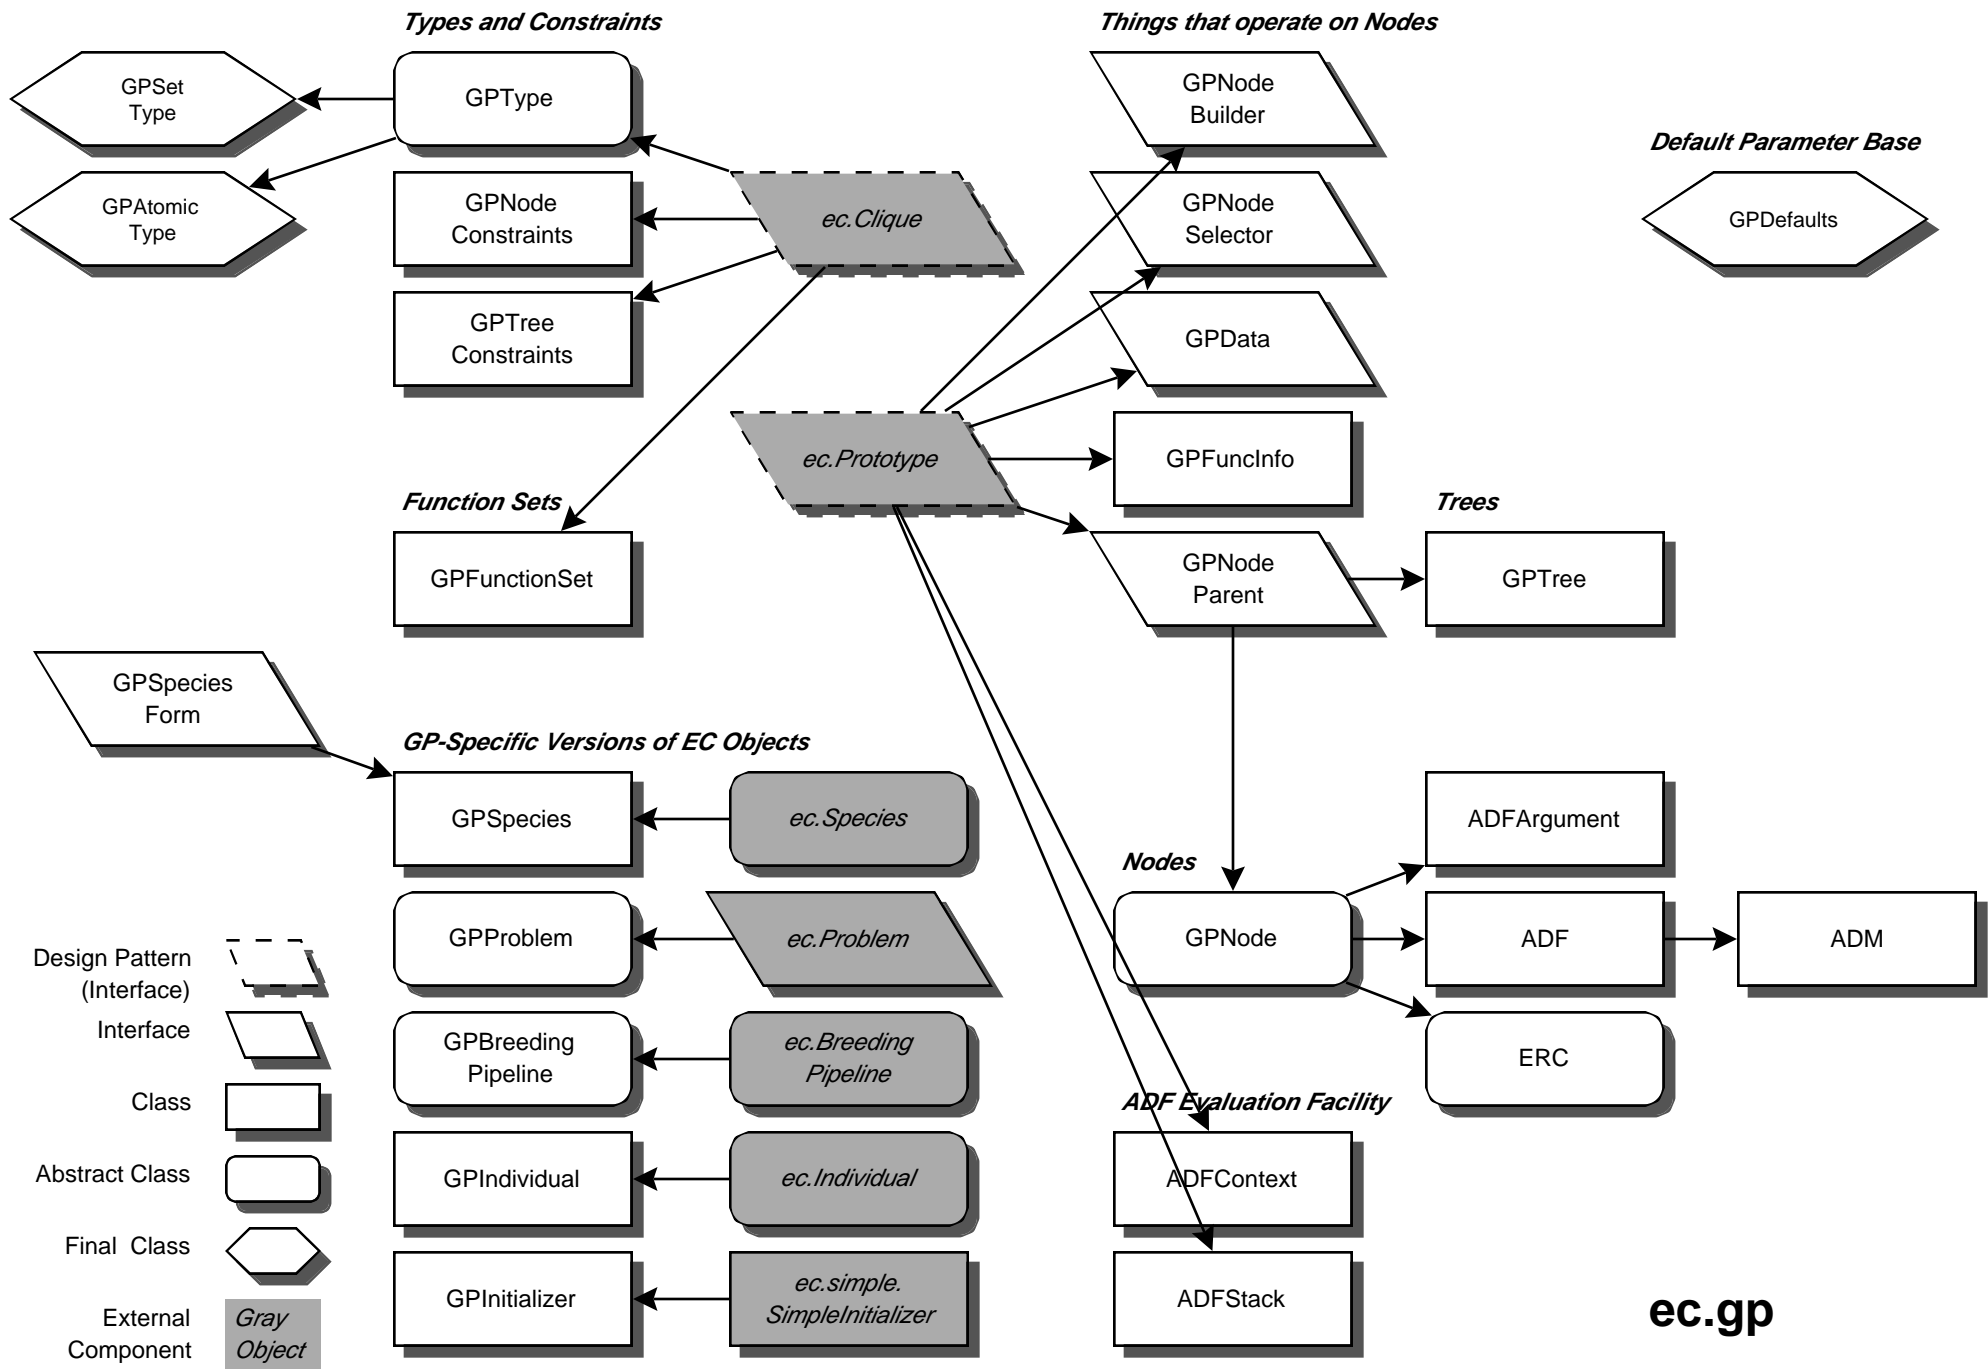 Types and Constraints
Things that operate on Nodes
GPSet
Type
GPType
GPNode
Builder
Default Parameter Base
GPAtomic
Type
GPNode
Constraints
ec.Clique
GPNode
Selector
GPDefaults
GPTree
Constraints
GPData
ec.Prototype
GPFuncInfo
Function Sets
Trees
GPFunctionSet
GPNode
Parent
GPTree
GPSpecies
Form
GP-Specific Versions of EC Objects
GPSpecies
ec.Species
ADFArgument
Nodes
GPProblem
ec.Problem
GPNode
ADF
ADM
GPBreeding
Pipeline
ec.Breeding
Pipeline
ERC
ADF Evaluation Facility
GPIndividual
ec.Individual
ADFContext
GPInitializer
ec.simple.
SimpleInitializer
ADFStack
Design Pattern
(Interface)
Interface
Class
Abstract Class
Final Class
External
Component
Gray
Object
ec.gp